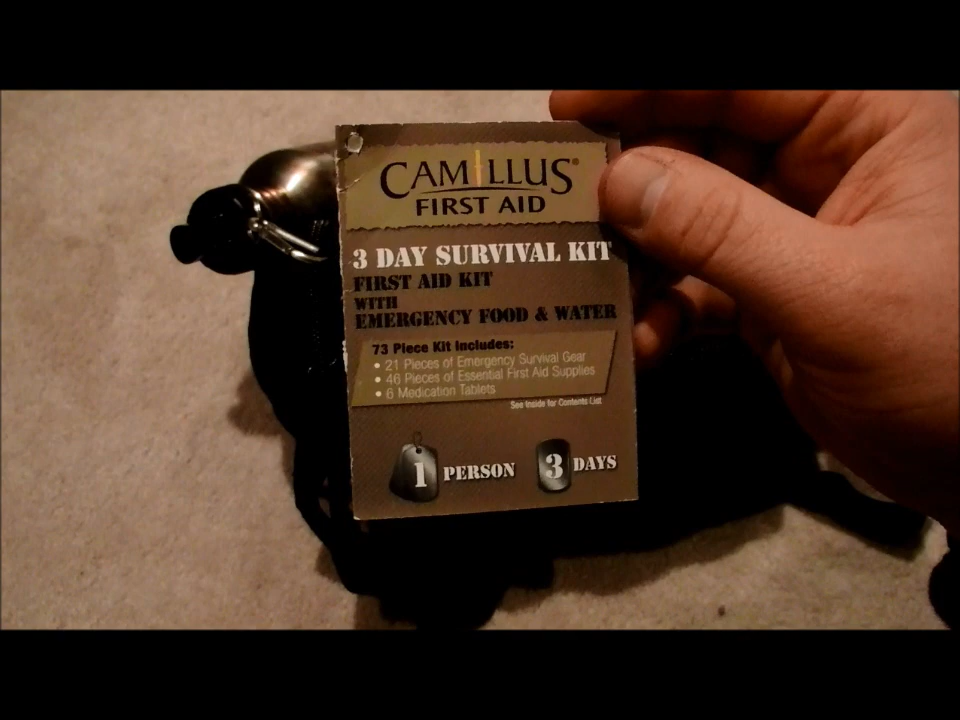 CAMILLUS®
FIRST AID
3 DAY SURVIVAL KIT
FIRST AID KIT
WITH
EMERGENCY FOOD & WATER
73 Piece Kit Includes:
• 21 Pieces of Emergency Survival Gear
• 46 Pieces of Essential First Aid Supplies
• 6 Medication Tablets
See Inside for Contents List
1 PERSON 3 DAYS